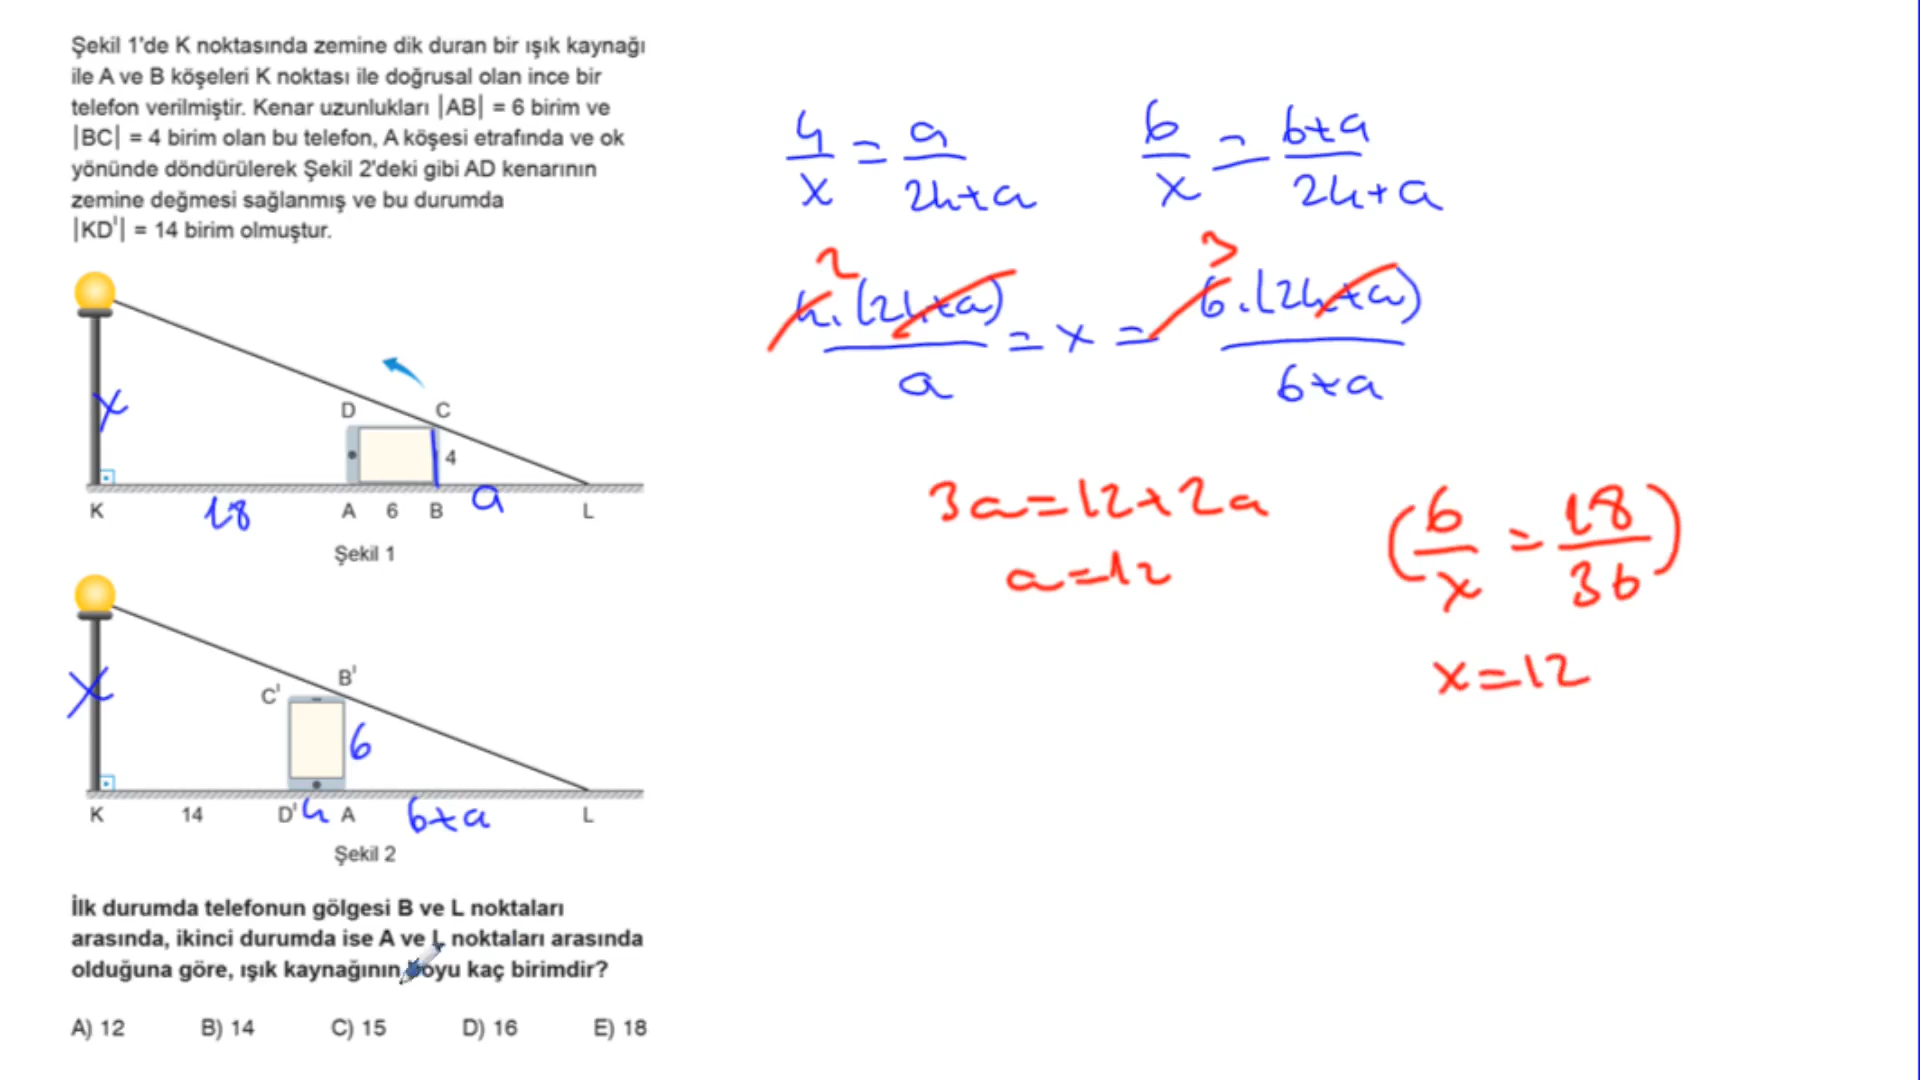 Şekil 1'de K noktasında zemine dik duran bir ışık kaynağı
ile A ve B köşeleri K noktası ile doğrusal olan ince bir
telefon verilmiştir. Kenar uzunlukları |AB| = 6 birim ve
|BC| = 4 birim olan bu telefon, A köşesi etrafında ve ok
yönünde döndürülerek Şekil 2'deki gibi AD kenarının
zemine değmesi sağlanmış ve bu durumda
|KD'| = 14 birim olmuştur.
x
D C
4
K 18 A 6 B a L
Şekil 1
x
C' B'
6
K 14 D' 4 A 6+a L
Şekil 2
İlk durumda telefonun gölgesi B ve L noktaları
arasında, ikinci durumda ise A ve L noktaları arasında
olduğuna göre, ışık kaynağının boyu kaç birimdir?
A) 12 B) 14 C) 15 D) 16 E) 18
4/x = a/24+a 6/x = 6+a/24+a
2 3
4.(24+a)/a = x = 6.(24+a)/6+a
3a=12+2a
a=12
(6/x = 18/36)
x=12